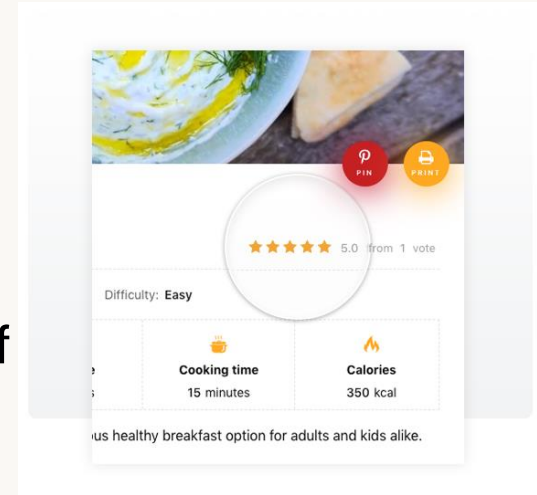 PIN PRINT
5.0 from 1 vote
Difficulty: Easy
f
Cooking time Calories
15 minutes 350 kcal
healthy breakfast option for adults and kids alike.